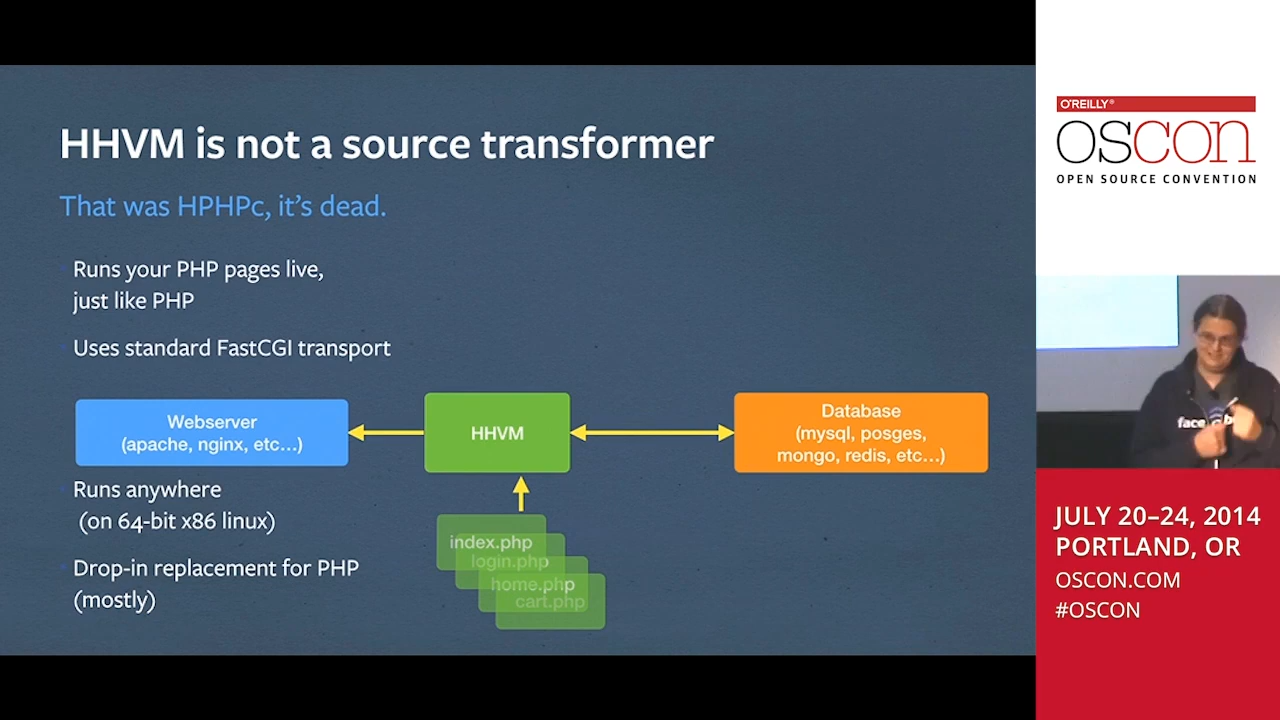 HHVM is not a source transformer
That was HPHPc, it's dead.
Runs your PHP pages live,
just like PHP
Uses standard FastCGI transport
Webserver
(apache, nginx, etc...)
HHVM
Database
(mysql, posges,
mongo, redis, etc...)
Runs anywhere
(on 64-bit x86 linux)
Drop-in replacement for PHP
(mostly)
index.php
login.php
home.php
cart.php
O'REILLY®
OSCON
OPEN SOURCE CONVENTION
JULY 20–24, 2014
PORTLAND, OR
OSCON.COM
#OSCON